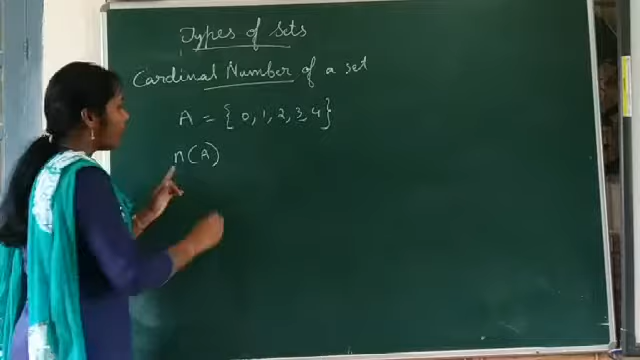 Types of Sets
Cardinal Number of a set
A = { 0, 1, 2, 3, 4 }
n(A)